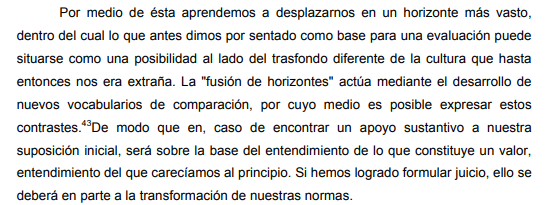 Por medio de ésta aprendemos a desplazarnos en un horizonte más vasto,
dentro del cual lo que antes dimos por sentado como base para una evaluación puede
situarse como una posibilidad al lado del trasfondo diferente de la cultura que hasta
entonces nos era extraña. La "fusión de horizontes" actúa mediante el desarrollo de
nuevos vocabularios de comparación, por cuyo medio es posible expresar estos
contrastes.43De modo que en, caso de encontrar un apoyo sustantivo a nuestra
suposición inicial, será sobre la base del entendimiento de lo que constituye un valor,
entendimiento del que carecíamos al principio. Si hemos logrado formular juicio, ello se
deberá en parte a la transformación de nuestras normas.